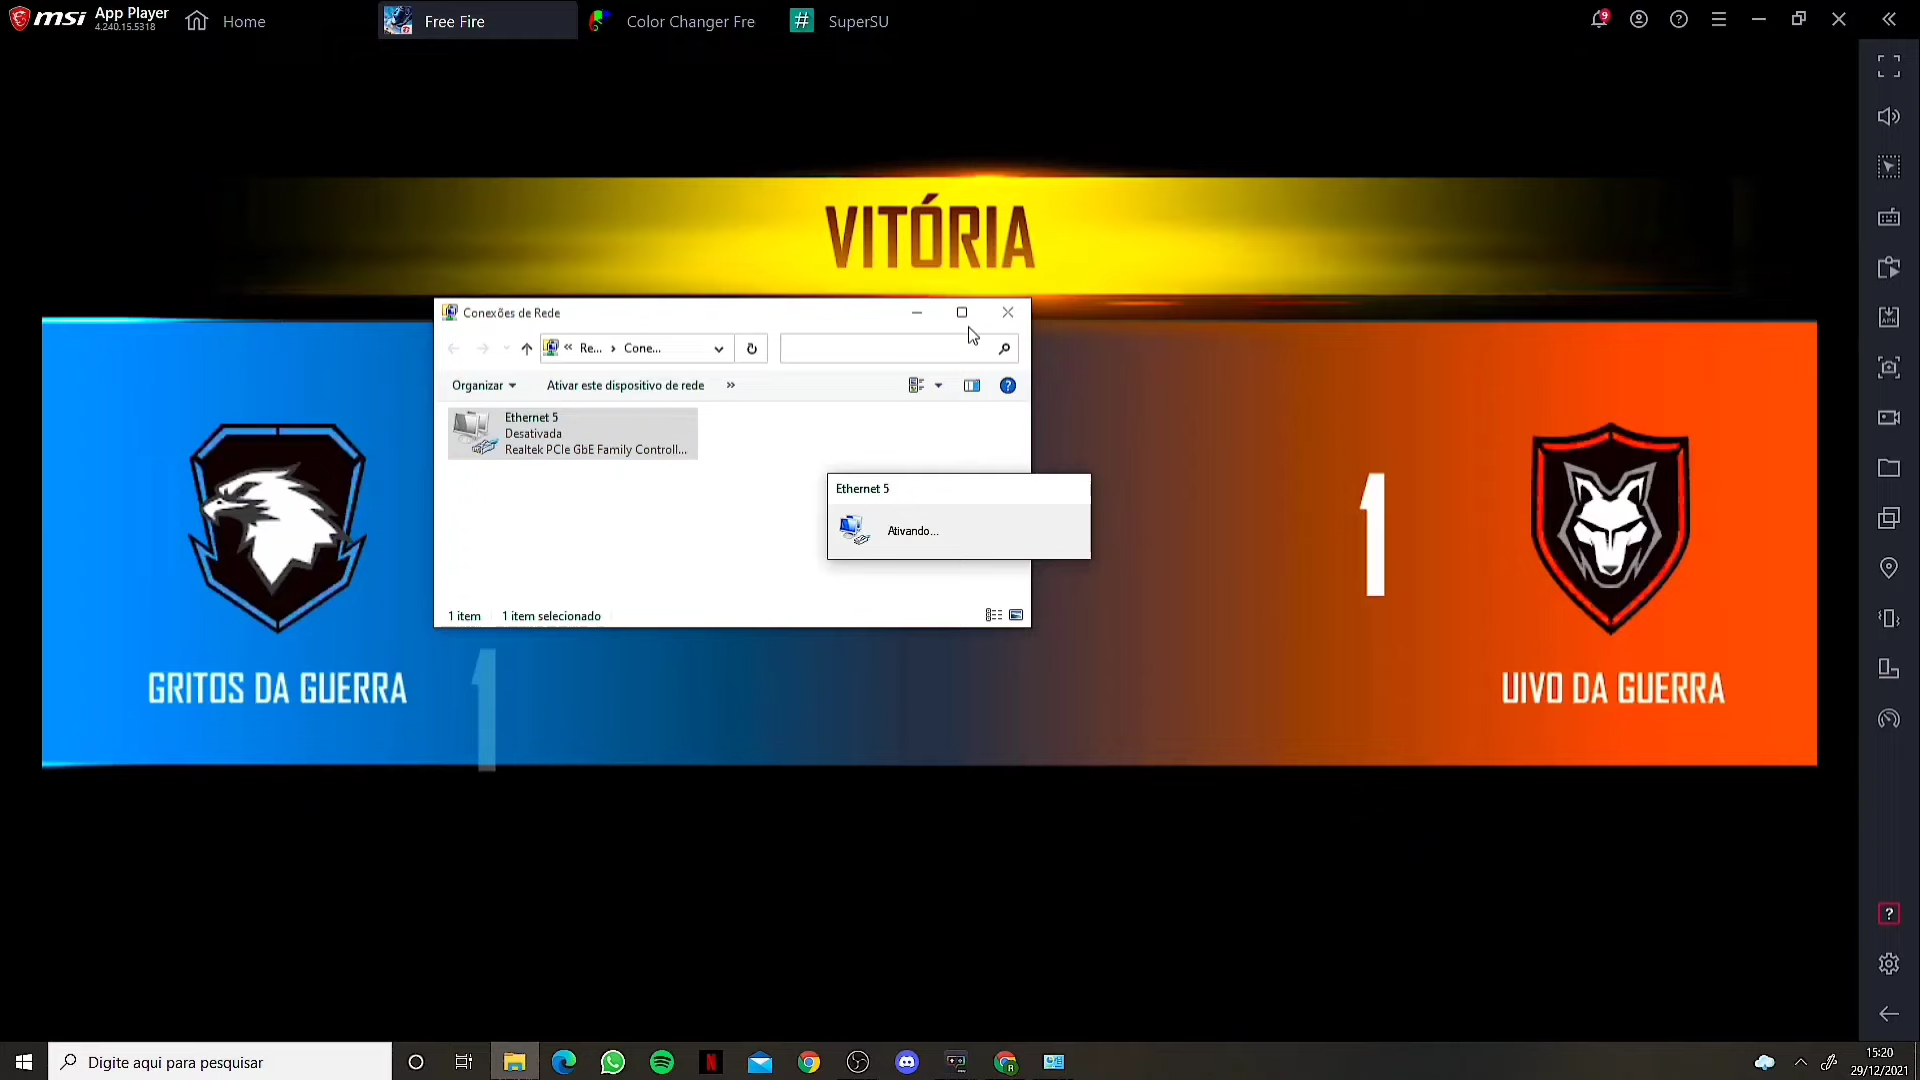 msi App Player
4.240.15.5318
Home
Free Fire
Color Changer Fre
SuperSU
9
VITÓRIA
Conexões de Rede
« Re... › Cone...
Organizar
Ativar este dispositivo de rede
»
Ethernet 5
Desativada
Realtek PCIe GbE Family Controll...
Ethernet 5
Ativando...
1 item
1 item selecionado
1
1
GRITOS DA GUERRA
UIVO DA GUERRA
Digite aqui para pesquisar
15:20
29/12/2021